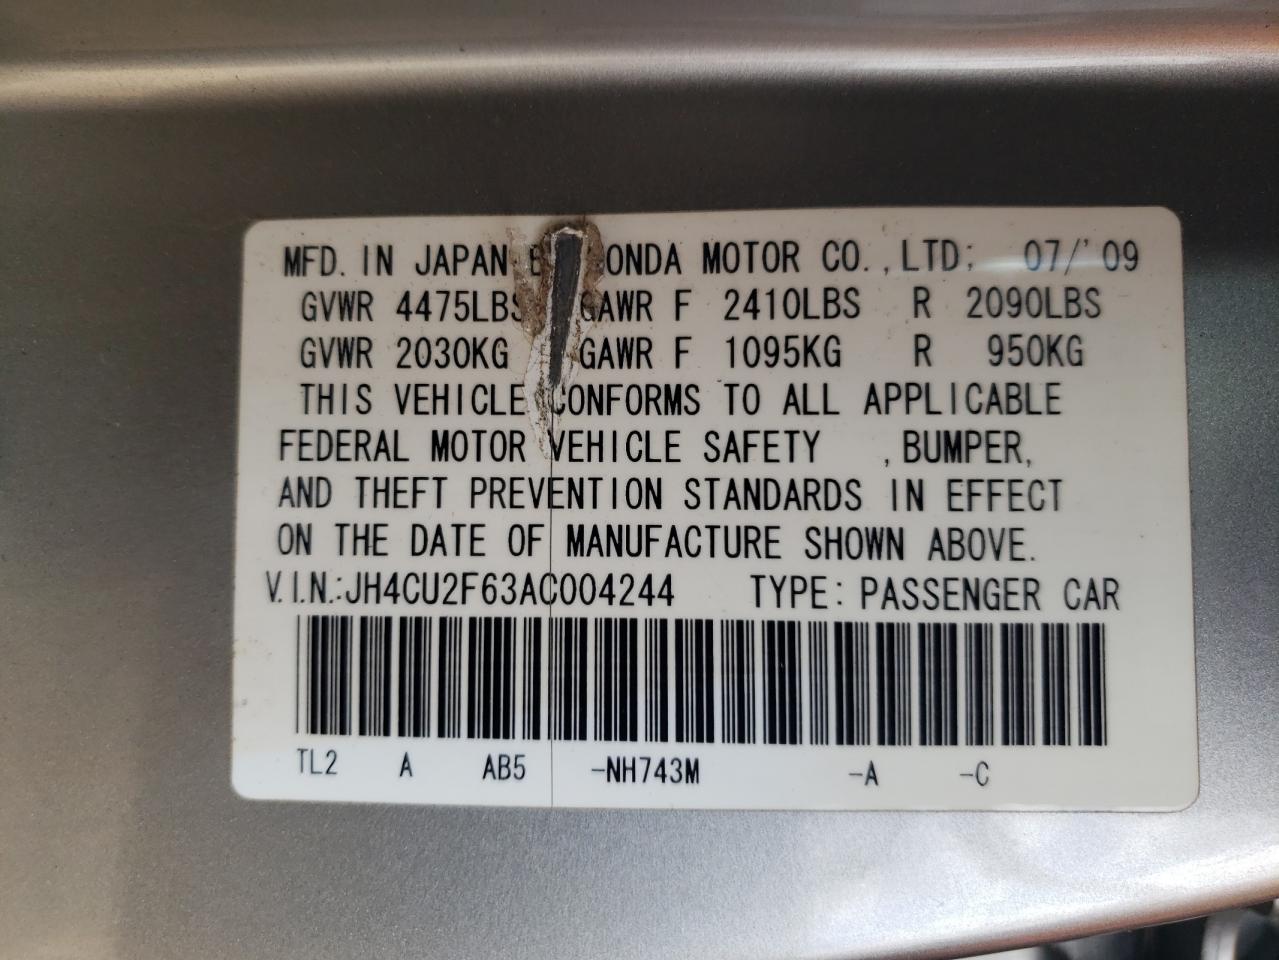 MFD. IN JAPAN MOTOR CO., LTD; 07/'09
GVWR 4475LBS GAWR F 2410LBS R 2090LBS
GVWR 2030KG GAWR F 1095KG R 950KG
THIS VEHICLE CONFORMS TO ALL APPLICABLE
FEDERAL MOTOR VEHICLE SAFETY , BUMPER,
AND THEFT PREVENTION STANDARDS IN EFFECT
ON THE DATE OF MANUFACTURE SHOWN ABOVE.
V.I.N.:JH4CU2F63AC004244 TYPE: PASSENGER CAR
TL2 A AB5 -NH743M -A -C